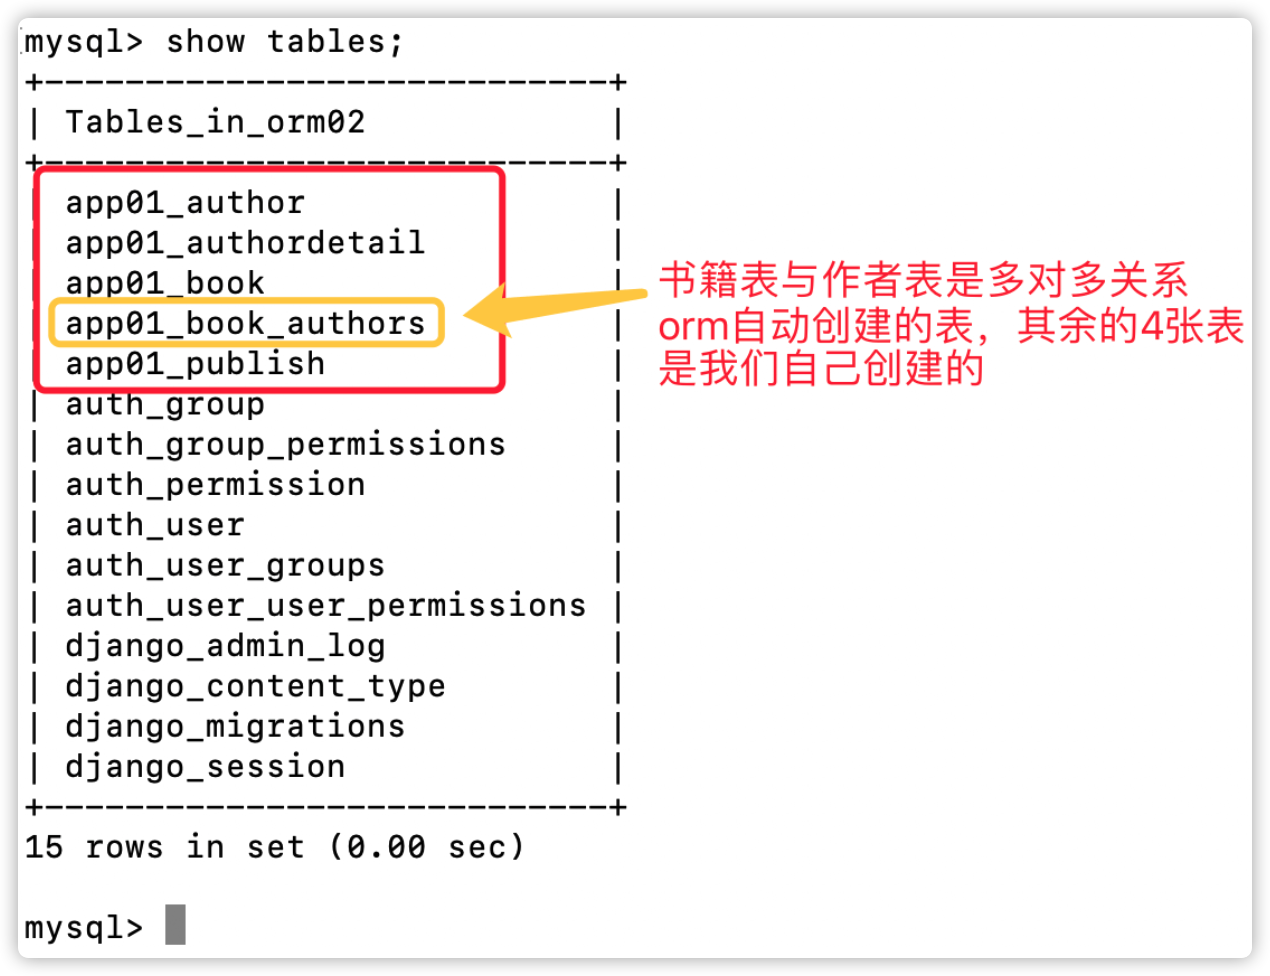 mysql> show tables;
+----------------------------+
| Tables_in_orm02            |
+----------------------------+
| app01_author               |
| app01_authordetail         |
| app01_book                 |
| app01_book_authors         |
| app01_publish              |
| auth_group                 |
| auth_group_permissions     |
| auth_permission            |
| auth_user                  |
| auth_user_groups           |
| auth_user_user_permissions |
| django_admin_log           |
| django_content_type        |
| django_migrations          |
| django_session             |
+----------------------------+
15 rows in set (0.00 sec)
mysql>
书籍表与作者表是多对多关系
orm自动创建的表，其余的4张表
是我们自己创建的